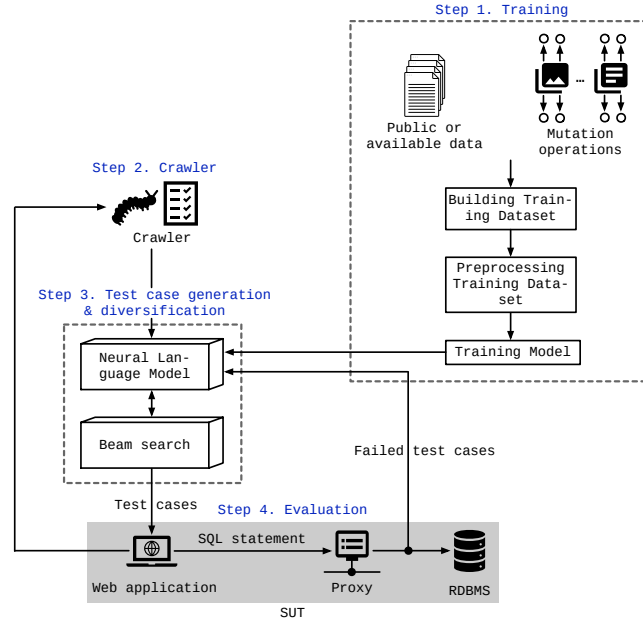 Step 1. Training
...
Public or
available data
Mutation
operations
Building Train-
ing Dataset
Preprocessing
Training Data-
set
Training Model
Step 2. Crawler
Crawler
Step 3. Test case generation
& diversification
Neural Lan-
guage Model
Beam search
Failed test cases
Test cases
Step 4. Evaluation
SQL statement
Web application
Proxy
RDBMS
SUT